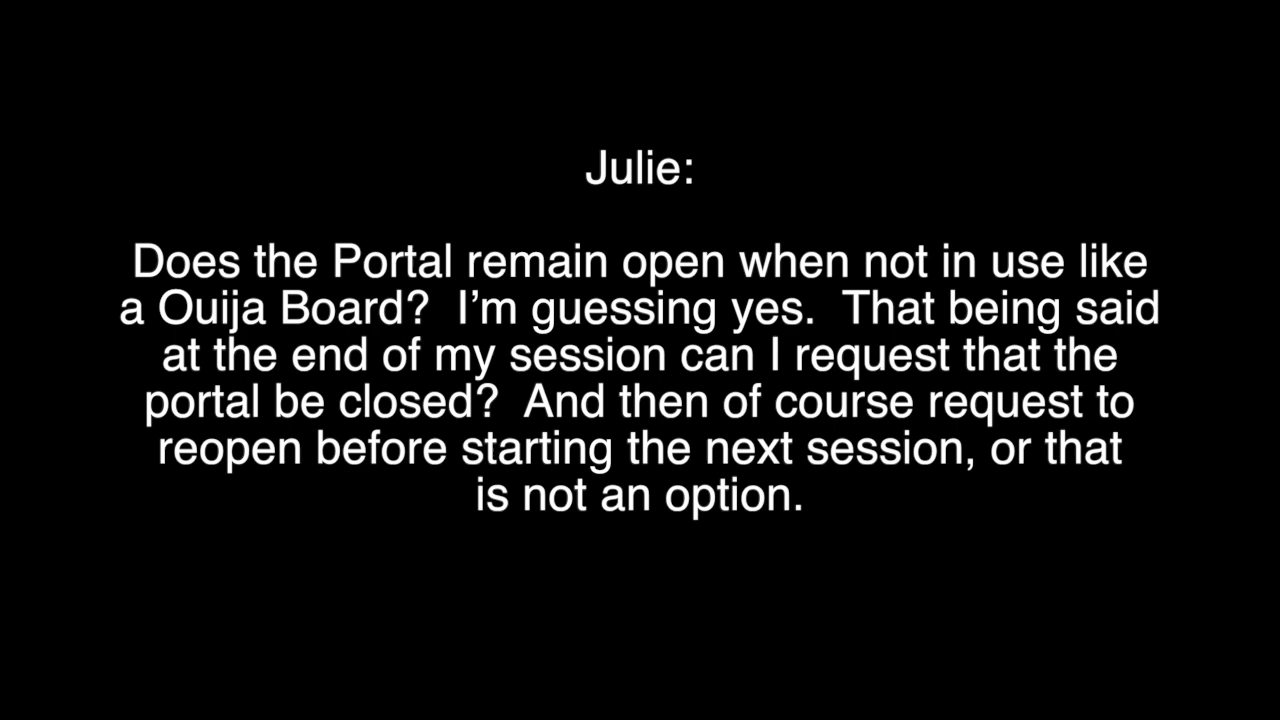 Julie:
Does the Portal remain open when not in use like
a Ouija Board?  I’m guessing yes.  That being said
at the end of my session can I request that the
portal be closed?  And then of course request to
reopen before starting the next session, or that
is not an option.